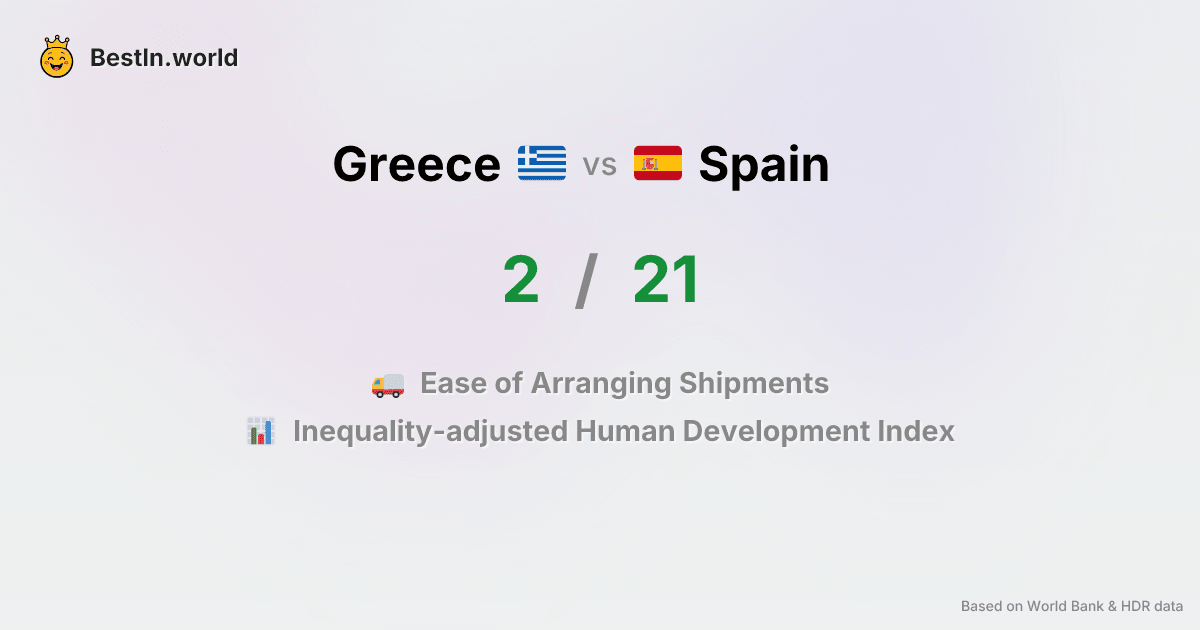 BestIn.world
Greece vs Spain
2 / 21
Ease of Arranging Shipments
Inequality-adjusted Human Development Index
Based on World Bank & HDR data